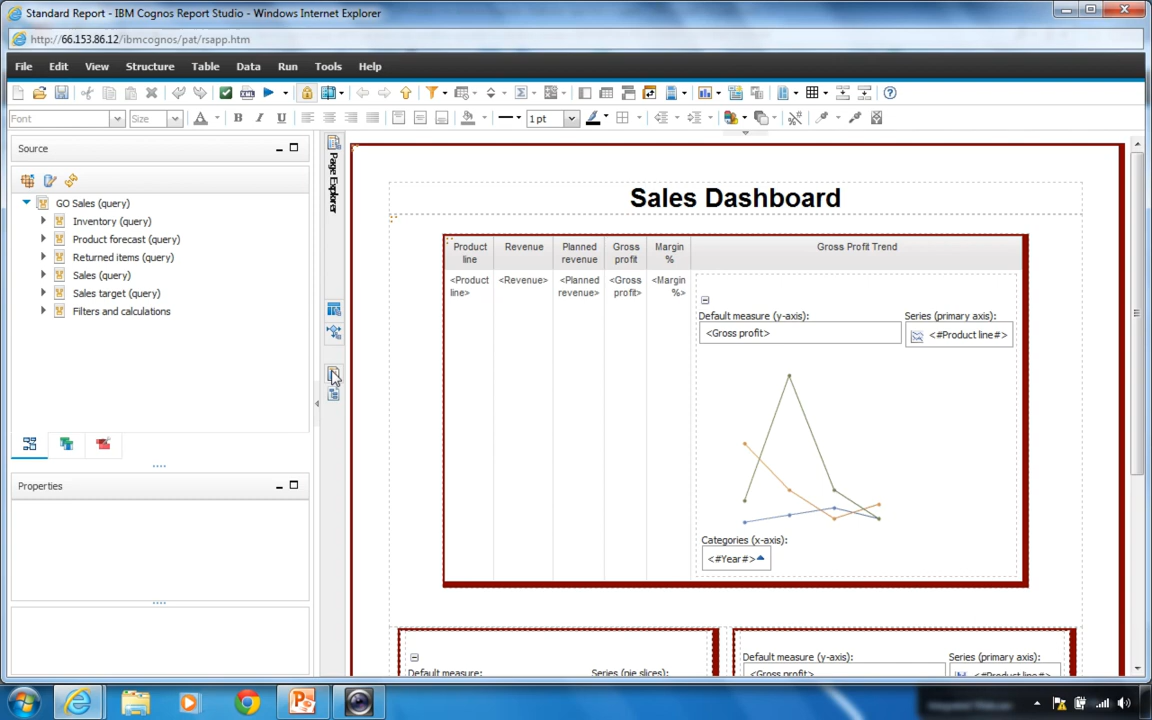 Standard Report - IBM Cognos Report Studio - Windows Internet Explorer
http://66.153.86.12/ibmcognos/pat/rsapp.htm
File Edit View Structure Table Data Run Tools Help
Font Size A B I U 1 pt
Source
Page Explorer
GO Sales (query)
Inventory (query)
Product forecast (query)
Returned items (query)
Sales (query)
Sales target (query)
Filters and calculations
Properties
Sales Dashboard
Product line Revenue Planned revenue Gross profit Margin % Gross Profit Trend
<Product line> <Revenue> <Planned revenue> <Gross profit> <Margin %>
Default measure (y-axis): Series (primary axis):
<Gross profit> <#Product line#>
Categories (x-axis):
<#Year#>
Default measure: Series (pie slices):
Default measure (y-axis): Series (primary axis):
<Gross profit> <#Product line#>